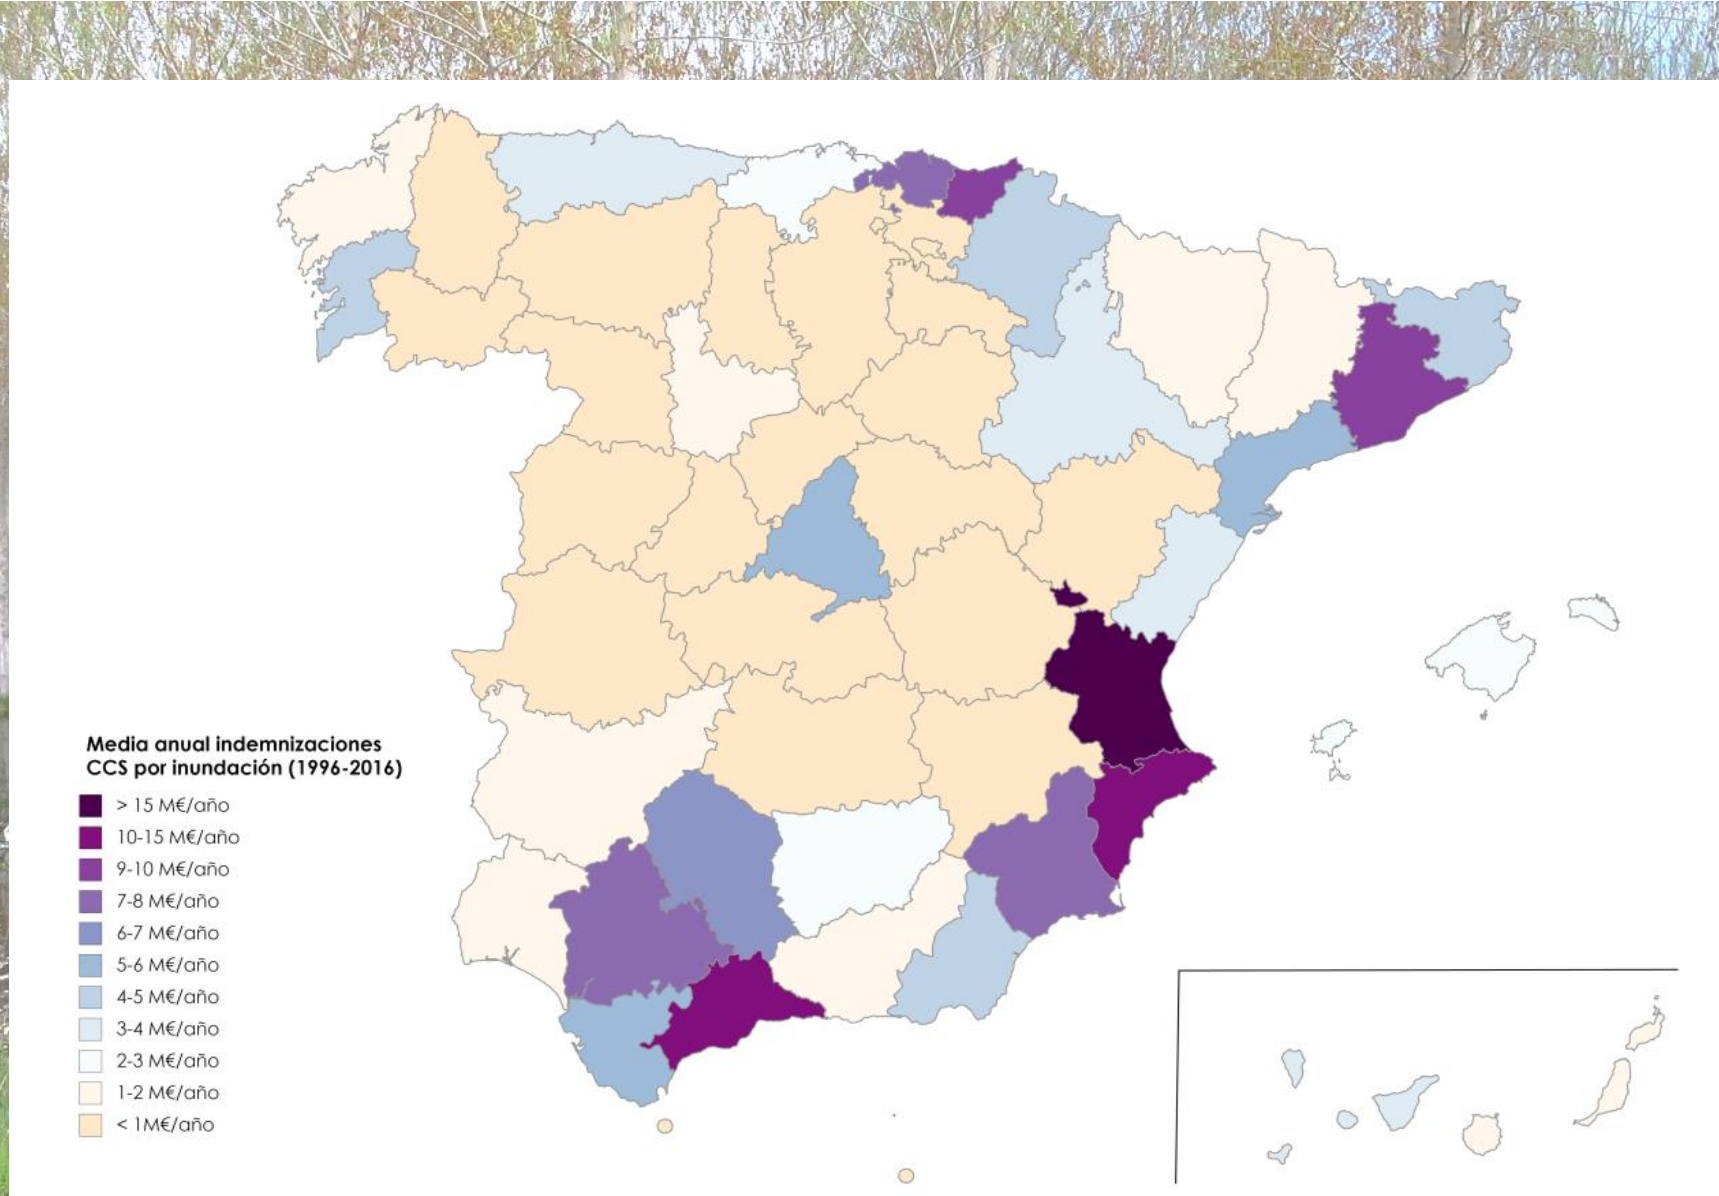 Media anual indemnizaciones
CCS por inundación (1996-2016)
> 15 M€/año
10-15 M€/año
9-10 M€/año
7-8 M€/año
6-7 M€/año
5-6 M€/año
4-5 M€/año
3-4 M€/año
2-3 M€/año
1-2 M€/año
< 1M€/año